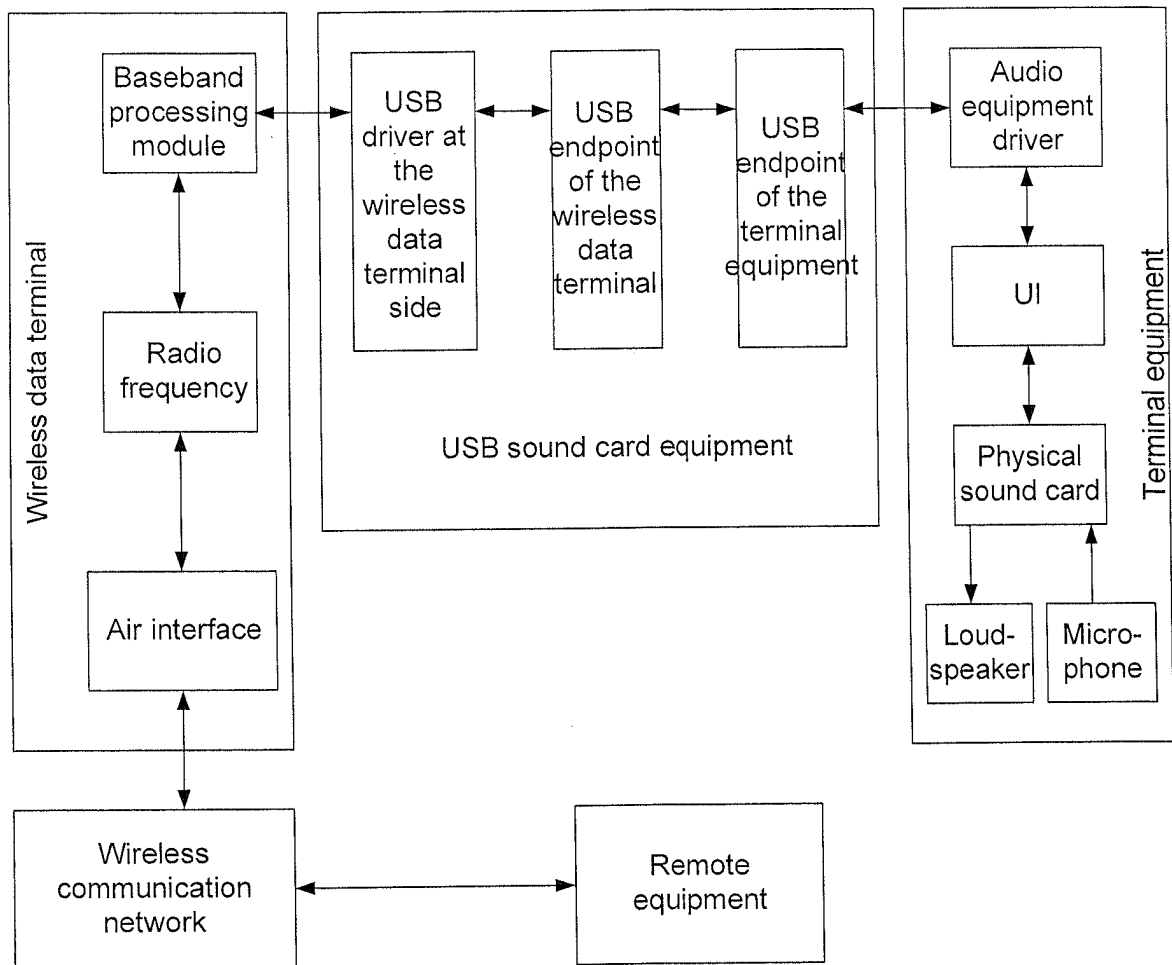 Baseband
processing
module
Radio
frequency
Air interface
Wireless data terminal
USB
driver at
the
wireless
data
terminal
side
USB
endpoint
of the
wireless
data
terminal
USB
endpoint
of the
terminal
equipment
USB sound card equipment
Audio
equipment
driver
UI
Physical
sound card
Loud-
speaker
Micro-
phone
Terminal equipment
Wireless
communication
network
Remote
equipment